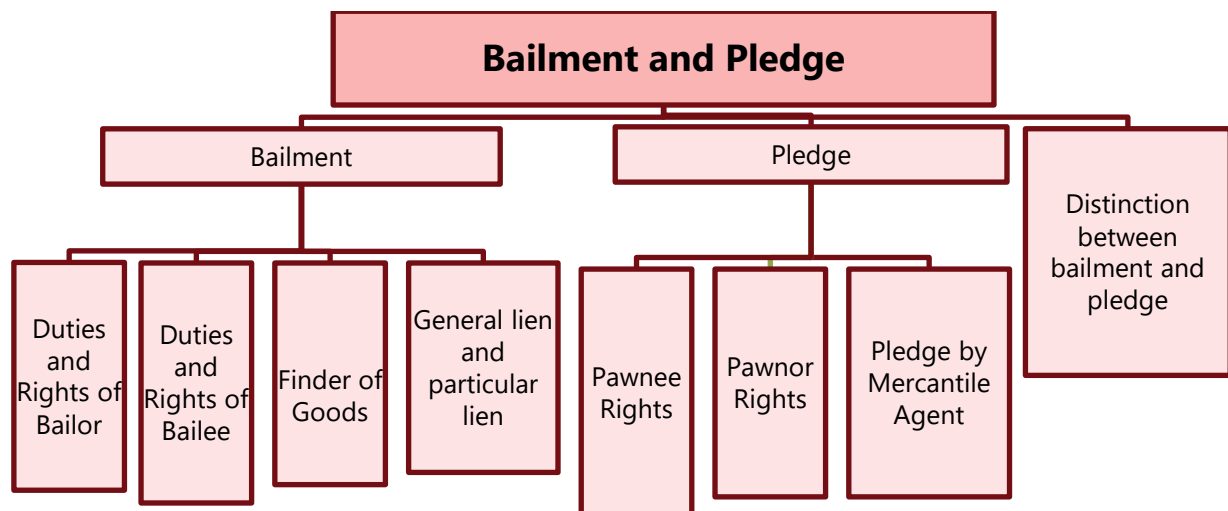 Bailment and Pledge
Bailment
Pledge
Distinction
between
bailment and
pledge
Duties
and
Rights of
Bailor
Duties
and
Rights of
Bailee
Finder of
Goods
General lien
and
particular
lien
Pawnee
Rights
Pawnor
Rights
Pledge by
Mercantile
Agent